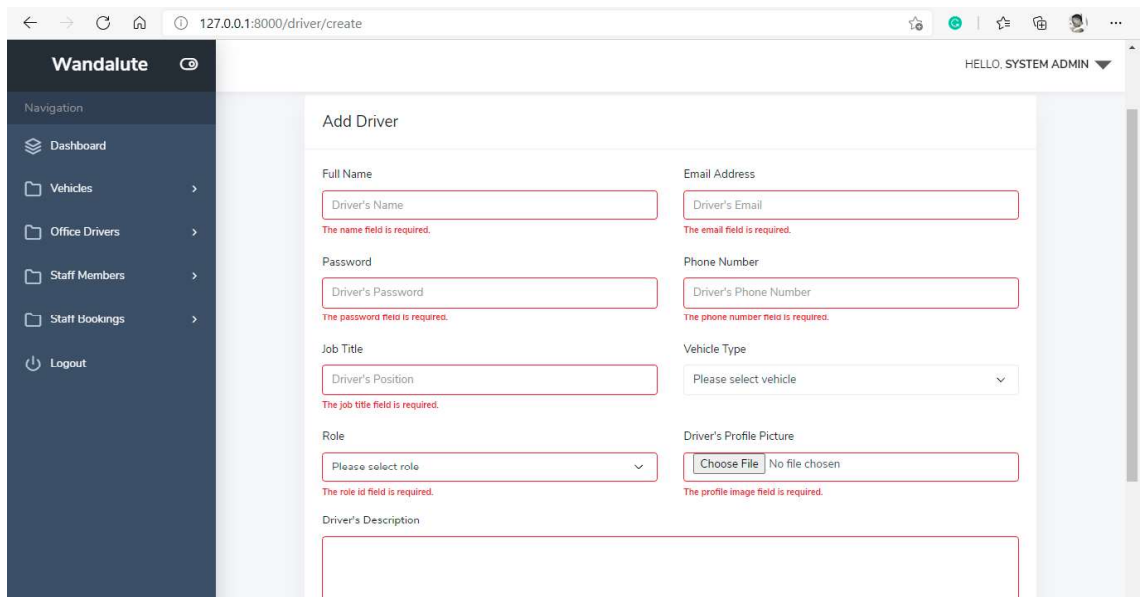 127.0.0.1:8000/driver/create
Wandalute
HELLO, SYSTEM ADMIN
Navigation
Dashboard
Vehicles
Office Drivers
Staff Members
Staff Bookings
Logout
Add Driver
Full Name Email Address
Driver's Name Driver's Email
The name field is required. The email field is required.
Password Phone Number
Driver's Password Driver's Phone Number
The password field is required. The phone number field is required.
Job Title Vehicle Type
Driver's Position Please select vehicle
The job title field is required.
Role Driver's Profile Picture
Please select role Choose File No file chosen
The role id field is required. The profile image field is required.
Driver's Description